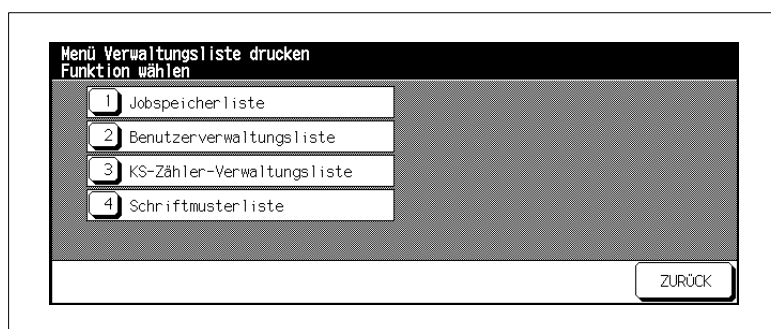 Menü Verwaltungsliste drucken
Funktion wählen
1 Jobspeicherliste
2 Benutzerverwaltungsliste
3 KS-Zähler-Verwaltungsliste
4 Schriftmusterliste
ZURÜCK